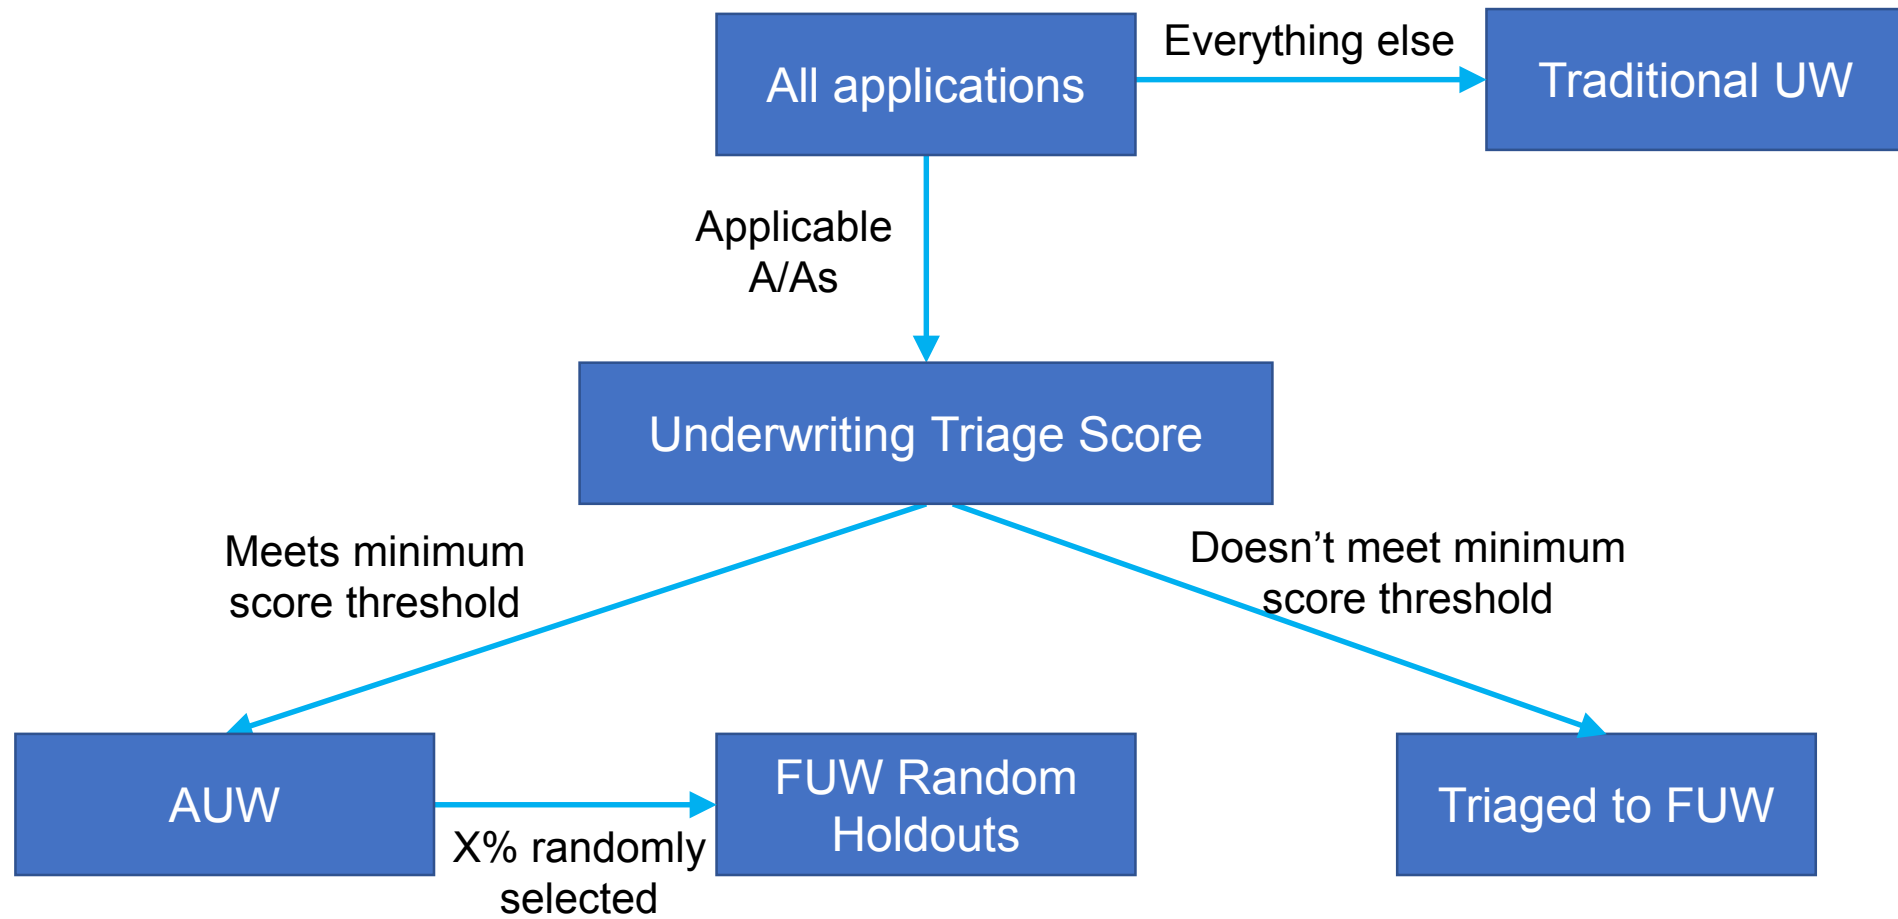 Everything else
All applications
Traditional UW
Applicable
A/As
Underwriting Triage Score
Meets minimum
score threshold
Doesn’t meet minimum
score threshold
AUW
X% randomly
selected
FUW Random
Holdouts
Triaged to FUW